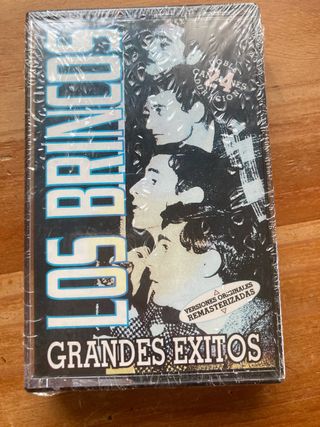 LOS BRINCOS
24
VERSIONES ORIGINALES
REMASTERIZADAS
GRANDES EXITOS